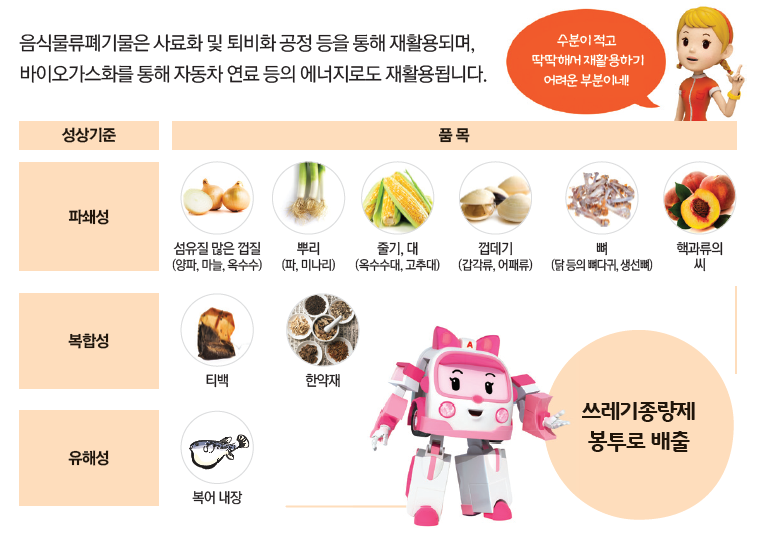 음식물류폐기물은 사료화 및 퇴비화 공정 등을 통해 재활용되며,
바이오가스화를 통해 자동차 연료 등의 에너지로도 재활용됩니다.
수분이 적고
딱딱해서 재활용하기
어려운 부분이네!
성상기준
품 목
파쇄성
섬유질 많은 껍질
(양파, 마늘, 옥수수)
뿌리
(파, 미나리)
줄기, 대
(옥수수대, 고추대)
껍데기
(갑각류, 어패류)
뼈
(닭 등의 뼈다귀, 생선뼈)
핵과류의
씨
복합성
티백
한약재
A
쓰레기종량제
봉투로 배출
유해성
복어 내장